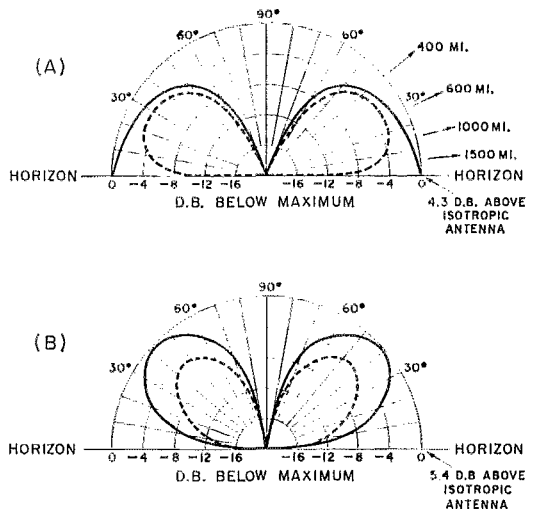 90°
60° 60° 400 MI.
(A)
30° 30° 600 MI.
1000 MI.
1500 MI.
HORIZON HORIZON
0 -4 -8 -12 -16 -16 -12 -8 -4 0
D.B. BELOW MAXIMUM
4.3 D.B. ABOVE
ISOTROPIC
ANTENNA
90°
60° 60°
(B)
30° 30°
HORIZON HORIZON
0 -4 -8 -12 -16 -16 -12 -8 -4 0
D.B. BELOW MAXIMUM
5.4 D.B ABOVE
ISOTROPIC
ANTENNA